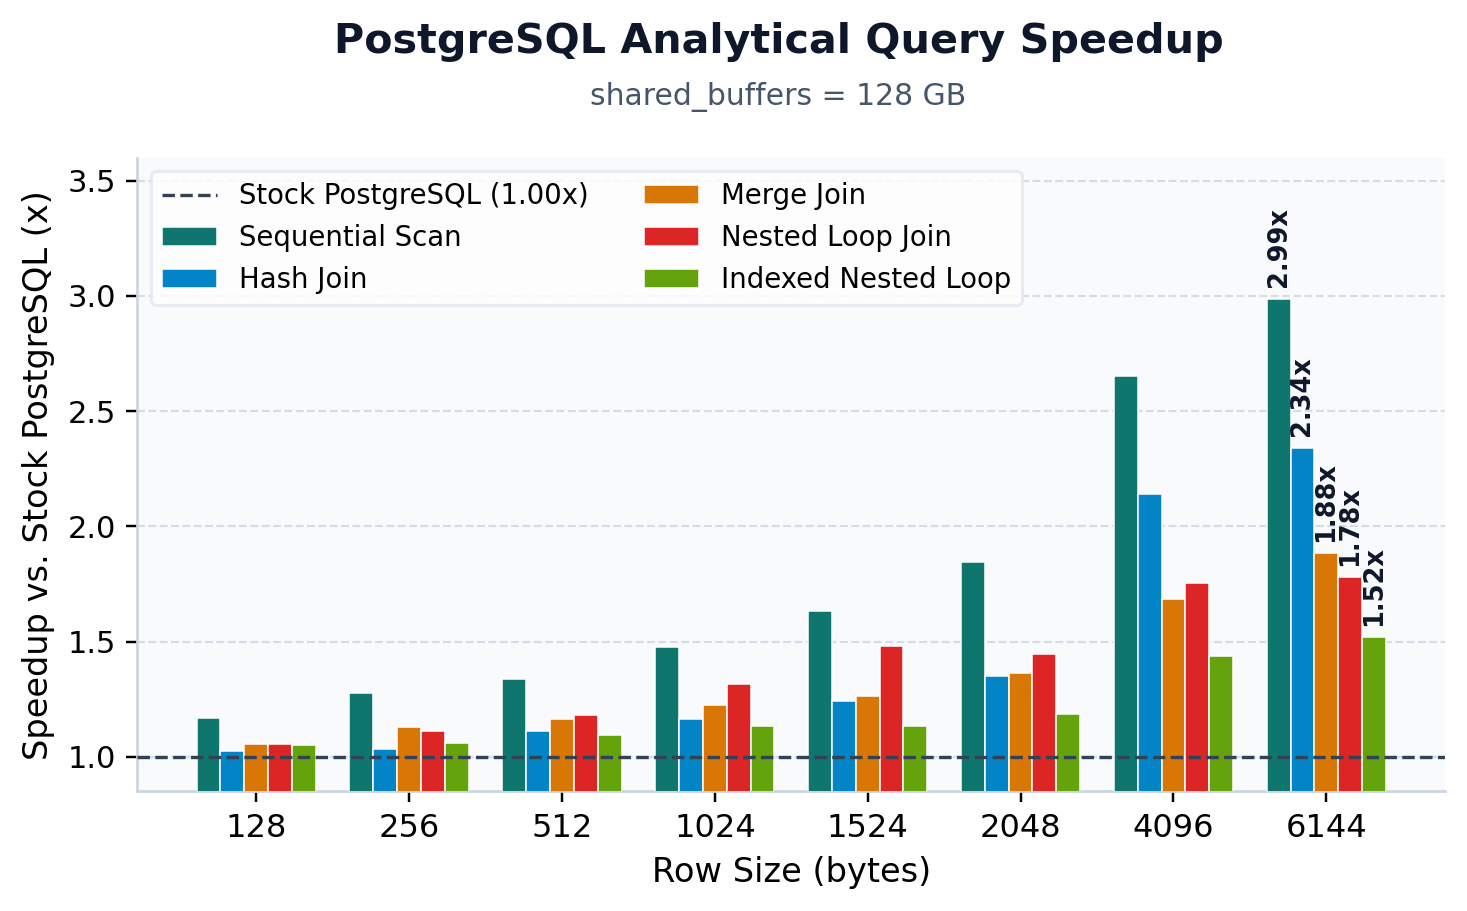 PostgreSQL Analytical Query Speedup
shared_buffers = 128 GB
Speedup vs. Stock PostgreSQL (x)
3.5
3.0
2.5
2.0
1.5
1.0
Stock PostgreSQL (1.00x)
Sequential Scan
Hash Join
Merge Join
Nested Loop Join
Indexed Nested Loop
2.99x
2.34x
1.88x
1.78x
1.52x
128 256 512 1024 1524 2048 4096 6144
Row Size (bytes)